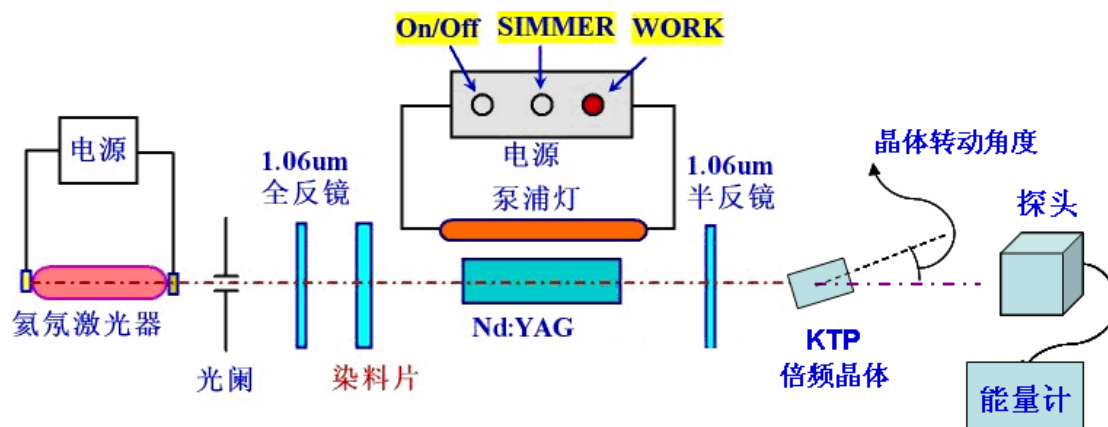 On/Off SIMMER WORK
电源
1.06um
全反镜
电源
泵浦灯
1.06um
半反镜
晶体转动角度
探头
氦氖激光器
光阑
染料片
Nd:YAG
KTP
倍频晶体
能量计